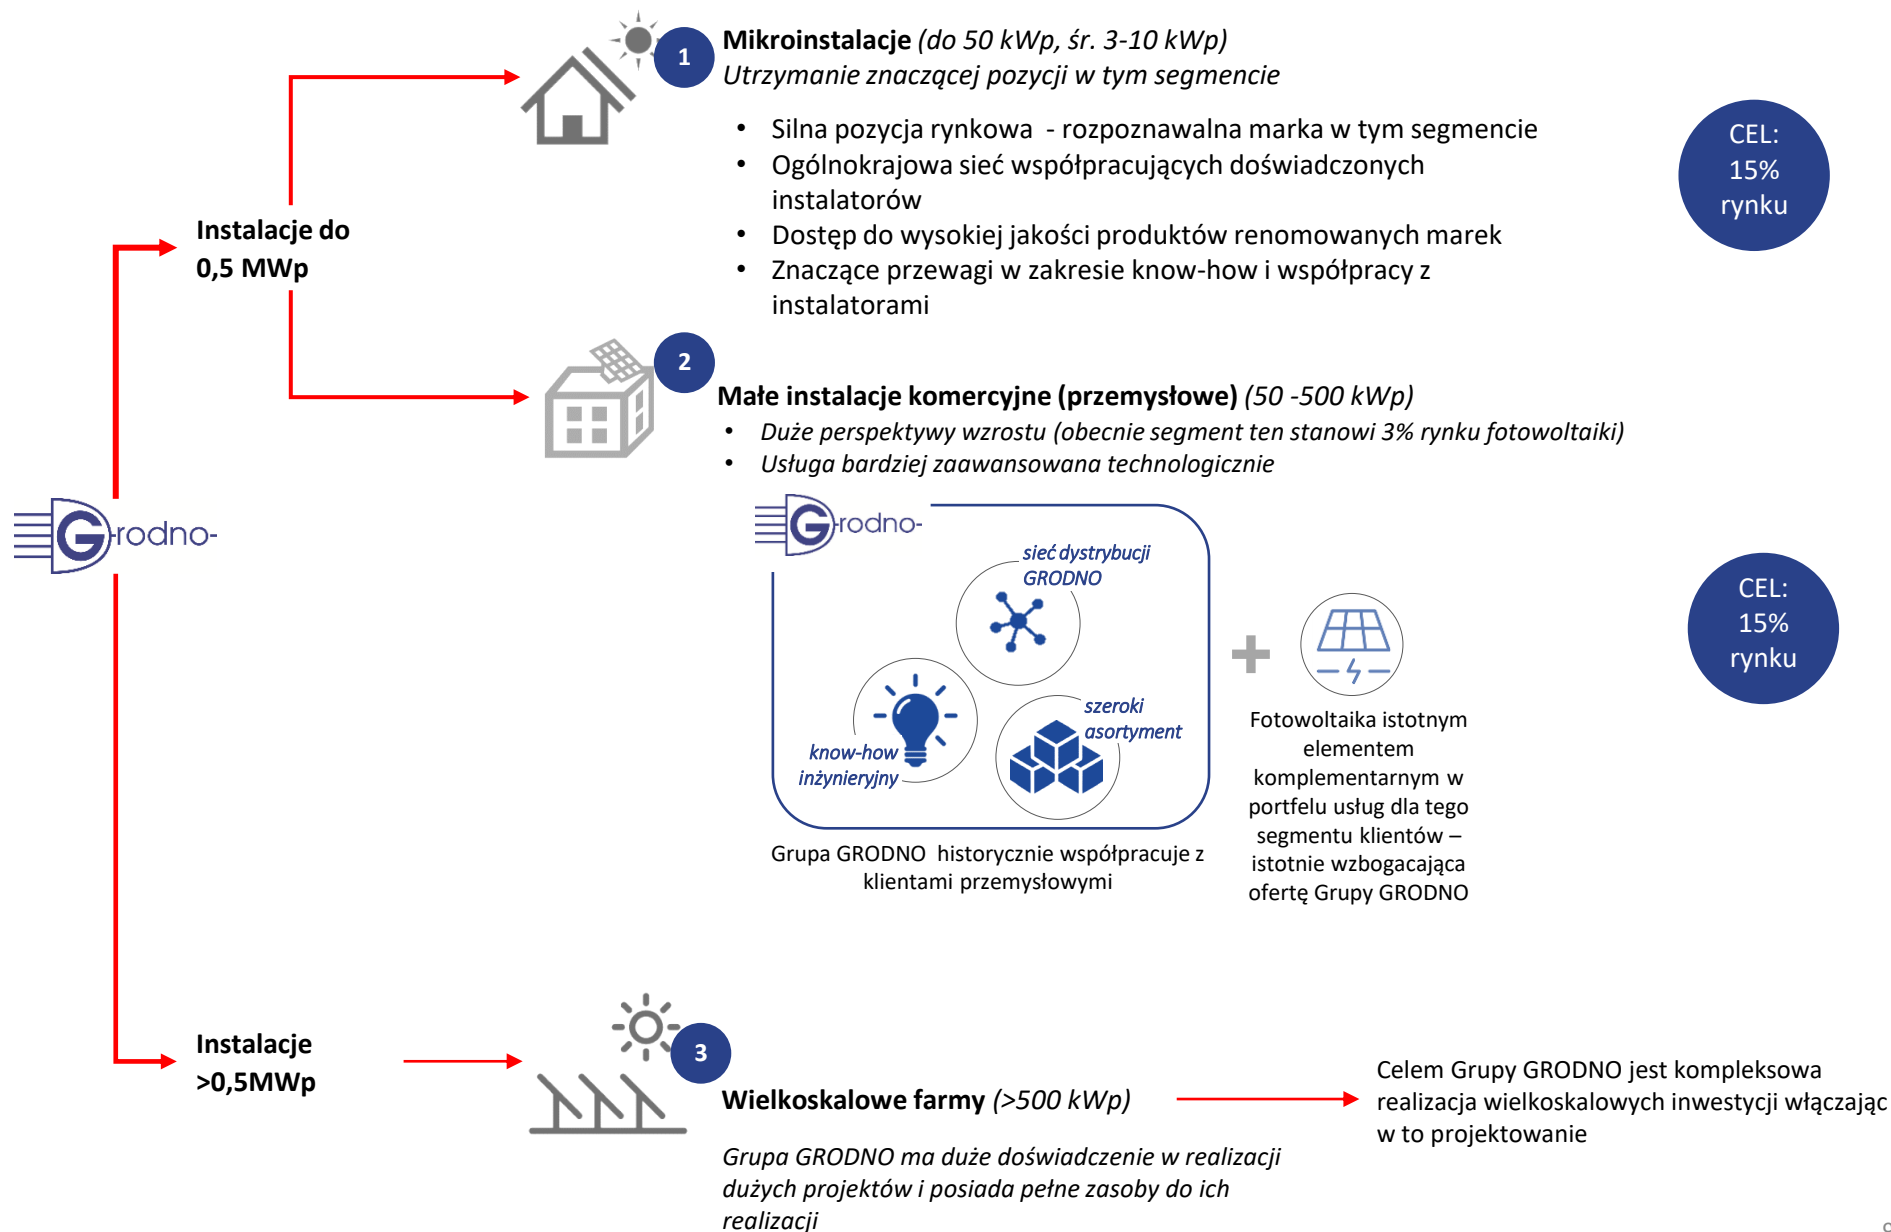 1
Mikroinstalacje (do 50 kWp, śr. 3-10 kWp)
Utrzymanie znaczącej pozycji w tym segmencie
• Silna pozycja rynkowa - rozpoznawalna marka w tym segmencie
• Ogólnokrajowa sieć współpracujących doświadczonych
instalatorów
• Dostęp do wysokiej jakości produktów renomowanych marek
• Znaczące przewagi w zakresie know-how i współpracy z
instalatorami
CEL:
15%
rynku
Instalacje do
0,5 MWp
2
Małe instalacje komercyjne (przemysłowe) (50 -500 kWp)
• Duże perspektywy wzrostu (obecnie segment ten stanowi 3% rynku fotowoltaiki)
• Usługa bardziej zaawansowana technologicznie
Grodno-
Grodno-
sieć dystrybucji
GRODNO
know-how
inżynieryjny
szeroki
asortyment
Grupa GRODNO historycznie współpracuje z
klientami przemysłowymi
+
Fotowoltaika istotnym
elementem
komplementarnym w
portfelu usług dla tego
segmentu klientów –
istotnie wzbogacająca
ofertę Grupy GRODNO
CEL:
15%
rynku
Instalacje
>0,5MWp
3
Wielkoskalowe farmy (>500 kWp)
Grupa GRODNO ma duże doświadczenie w realizacji
dużych projektów i posiada pełne zasoby do ich
realizacji
Celem Grupy GRODNO jest kompleksowa
realizacja wielkoskalowych inwestycji włączając
w to projektowanie